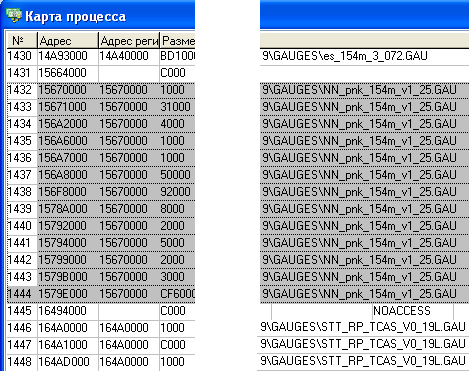 Карта процесса
№ Адрес Адрес реги Разме
1430 14A93000 14A40000 BD1000 9\GAUGES\es_154m_3_072.GAU
1431 15664000 C000
1432 15670000 15670000 1000 9\GAUGES\NN_pnk_154m_v1_25.GAU
1433 15671000 15670000 31000 9\GAUGES\NN_pnk_154m_v1_25.GAU
1434 156A2000 15670000 4000 9\GAUGES\NN_pnk_154m_v1_25.GAU
1435 156A6000 15670000 1000 9\GAUGES\NN_pnk_154m_v1_25.GAU
1436 156A7000 15670000 1000 9\GAUGES\NN_pnk_154m_v1_25.GAU
1437 156A8000 15670000 50000 9\GAUGES\NN_pnk_154m_v1_25.GAU
1438 156F8000 15670000 92000 9\GAUGES\NN_pnk_154m_v1_25.GAU
1439 1578A000 15670000 8000 9\GAUGES\NN_pnk_154m_v1_25.GAU
1440 15792000 15670000 2000 9\GAUGES\NN_pnk_154m_v1_25.GAU
1441 15794000 15670000 5000 9\GAUGES\NN_pnk_154m_v1_25.GAU
1442 15799000 15670000 2000 9\GAUGES\NN_pnk_154m_v1_25.GAU
1443 1579B000 15670000 3000 9\GAUGES\NN_pnk_154m_v1_25.GAU
1444 1579E000 15670000 CF6000 9\GAUGES\NN_pnk_154m_v1_25.GAU
1445 16494000 C000 NOACCESS
1446 164A0000 164A0000 1000 9\GAUGES\STT_RP_TCAS_V0_19L.GAU
1447 164A1000 164A0000 C000 9\GAUGES\STT_RP_TCAS_V0_19L.GAU
1448 164AD000 164A0000 1000 9\GAUGES\STT_RP_TCAS_V0_19L.GAU